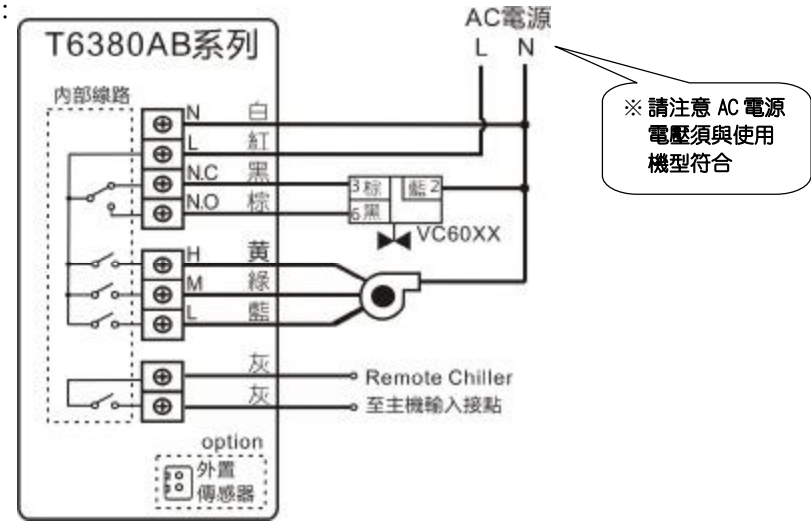 :
AC電源
L N
T6380AB系列
內部線路
N 白
L 紅
N.C 黑
N.O 棕
3 棕 藍 2
6 黑
VC60XX
H 黃
M 綠
L 藍
灰
Remote Chiller
灰
至主機輸入接點
option
外置
傳感器
※ 請注意 AC 電源
電壓須與使用
機型符合